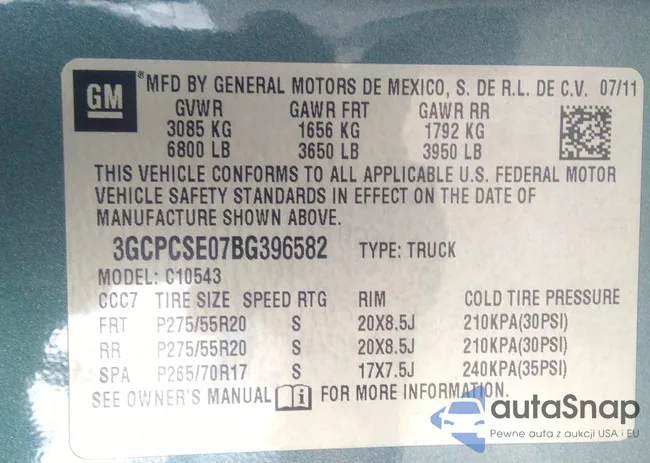 GM ®MFD BY GENERAL MOTORS DE MEXICO, S. DE R.L. DE C.V. 07/11
GVWR GAWR FRT GAWR RR
3085 KG 1656 KG 1792 KG
6800 LB 3650 LB 3950 LB
THIS VEHICLE CONFORMS TO ALL APPLICABLE U.S. FEDERAL MOTOR
VEHICLE SAFETY STANDARDS IN EFFECT ON THE DATE OF
MANUFACTURE SHOWN ABOVE.
3GCPCSE07BG396582 TYPE: TRUCK
MODEL: C10543
CCC7 TIRE SIZE SPEED RTG RIM COLD TIRE PRESSURE
FRT P275/55R20 S 20X8.5J 210KPA(30PSI)
RR P275/55R20 S 20X8.5J 210KPA(30PSI)
SPA P265/70R17 S 17X7.5J 240KPA(35PSI)
SEE OWNER'S MANUAL i FOR MORE INFORMATION.
autaSnap
Pewne auta z aukcji USA i EU